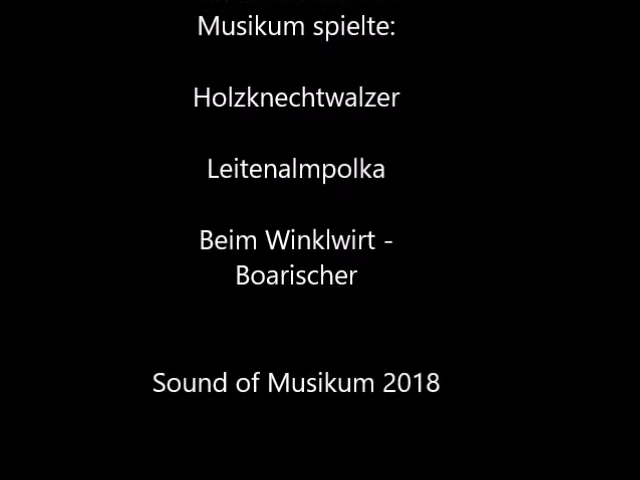 Musikum spielte:
Holzknechtwalzer
Leitenalmpolka
Beim Winklwirt -
Boarischer
Sound of Musikum 2018